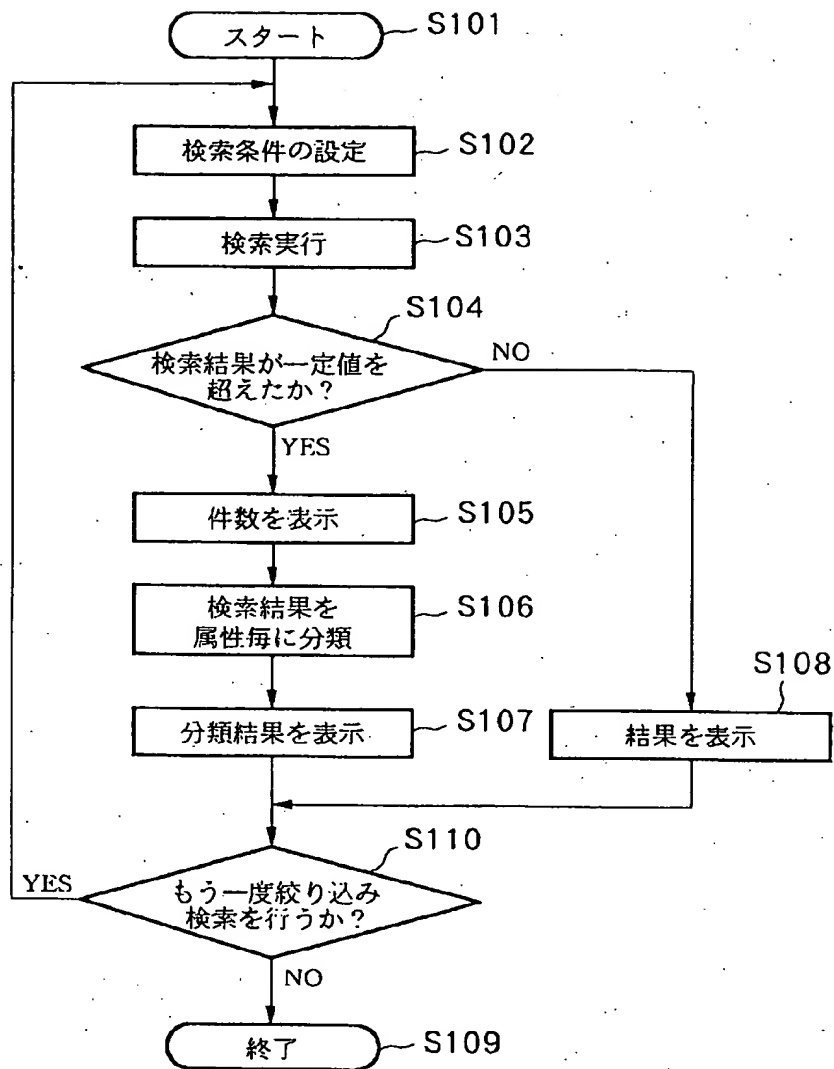 スタート
S101
検索条件の設定
S102
検索実行
S103
S104
検索結果が一定値を
超えたか？
NO
YES
件数を表示
S105
検索結果を
属性毎に分類
S106
分類結果を表示
S107
S108
結果を表示
S110
YES
もう一度絞り込み
検索を行うか？
NO
終了
S109